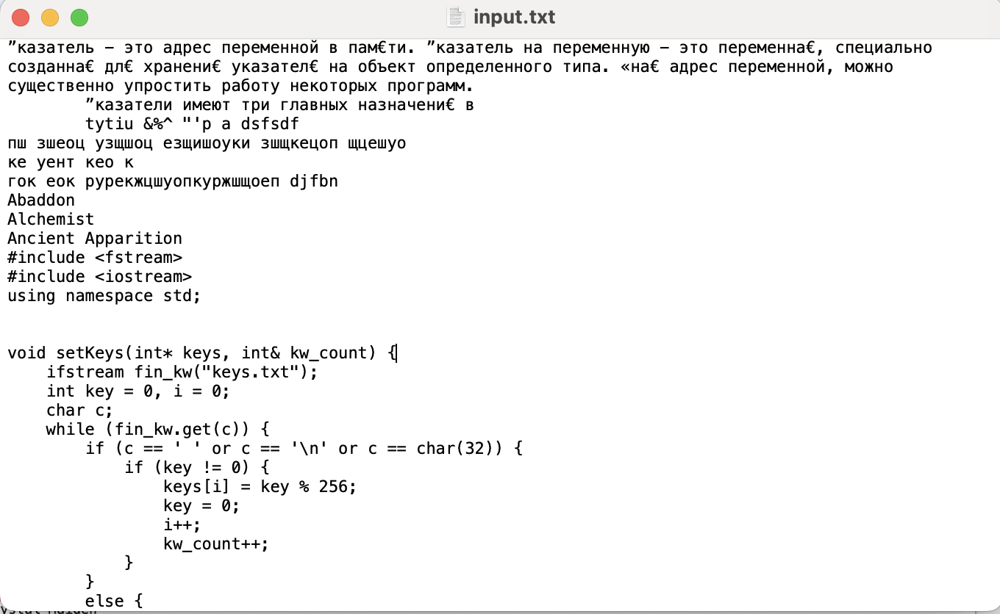 input.txt
”казатель – это адрес переменной в пам€ти. ”казатель на переменную – это переменна€, специально
созданна€ дл€ хранени€ указател€ на объект определенного типа. «на€ адрес переменной, можно
существенно упростить работу некоторых программ.
        ”казатели имеют три главных назначени€ в
        tytiu &%^ "'p a dsfsdf
пш зшеоц узщшоц езщишоуки зшщкецоп щцешуо
ке уент кео к
гок еок рурекжцшуопкуржшщоеп djfbn
Abaddon
Alchemist
Ancient Apparition
#include <fstream>
#include <iostream>
using namespace std;
void setKeys(int* keys, int& kw_count) {
    ifstream fin_kw("keys.txt");
    int key = 0, i = 0;
    char c;
    while (fin_kw.get(c)) {
        if (c == ' ' or c == '\n' or c == char(32)) {
            if (key != 0) {
                keys[i] = key % 256;
                key = 0;
                i++;
                kw_count++;
            }
        }
        else {